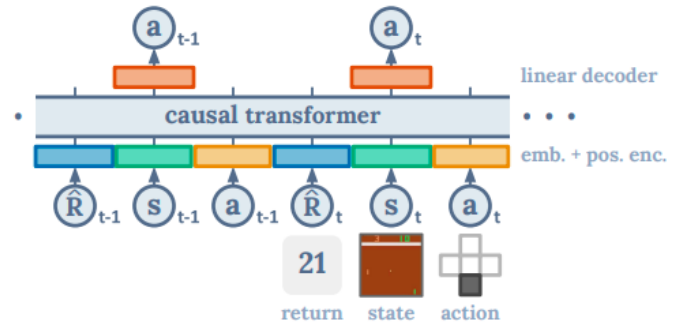 a t-1 a t
linear decoder
causal transformer
emb. + pos. enc.
R̂ t-1 s t-1 a t-1 R̂ t s t a t
21
return state action